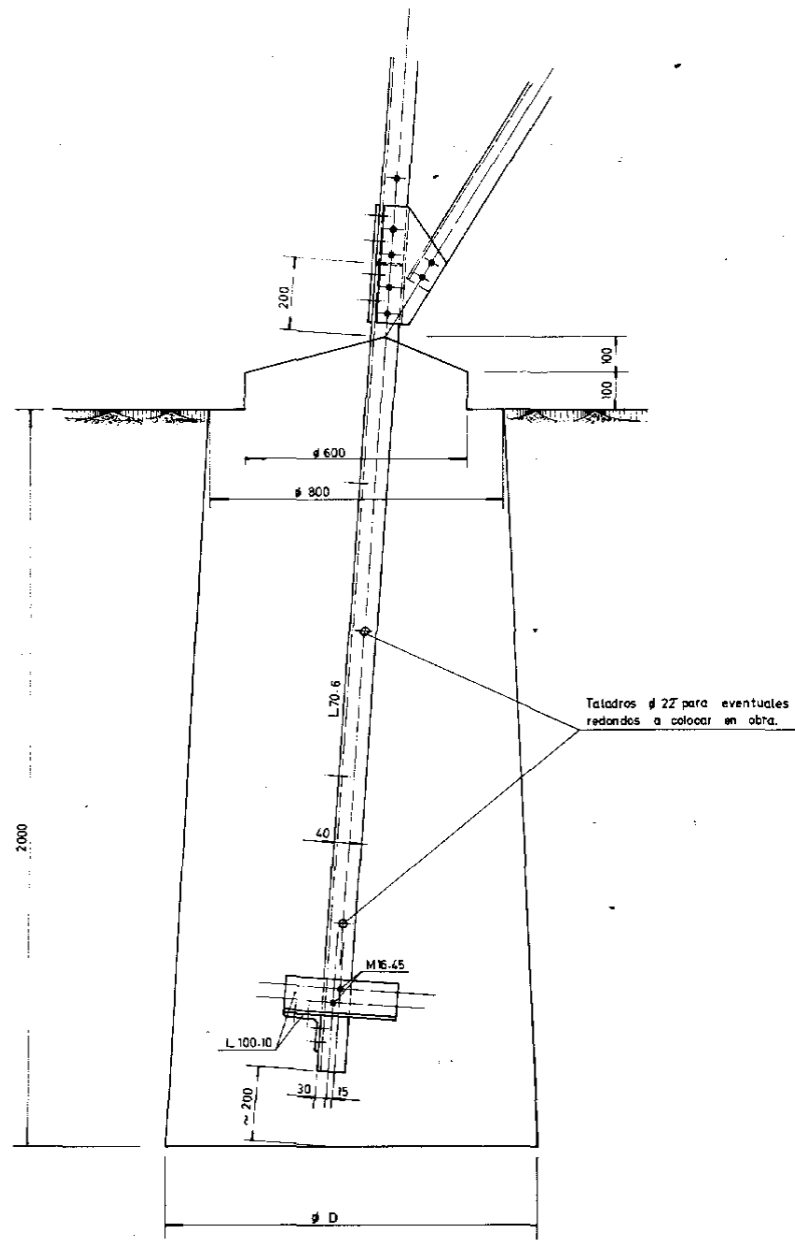 200
100
100
ø 600
ø 800
L70.6
Taladros ø 22 para eventuales
redondos a colocar en obra.
2000
40
M16.45
L 100.10
≈ 200
30
15
ø D